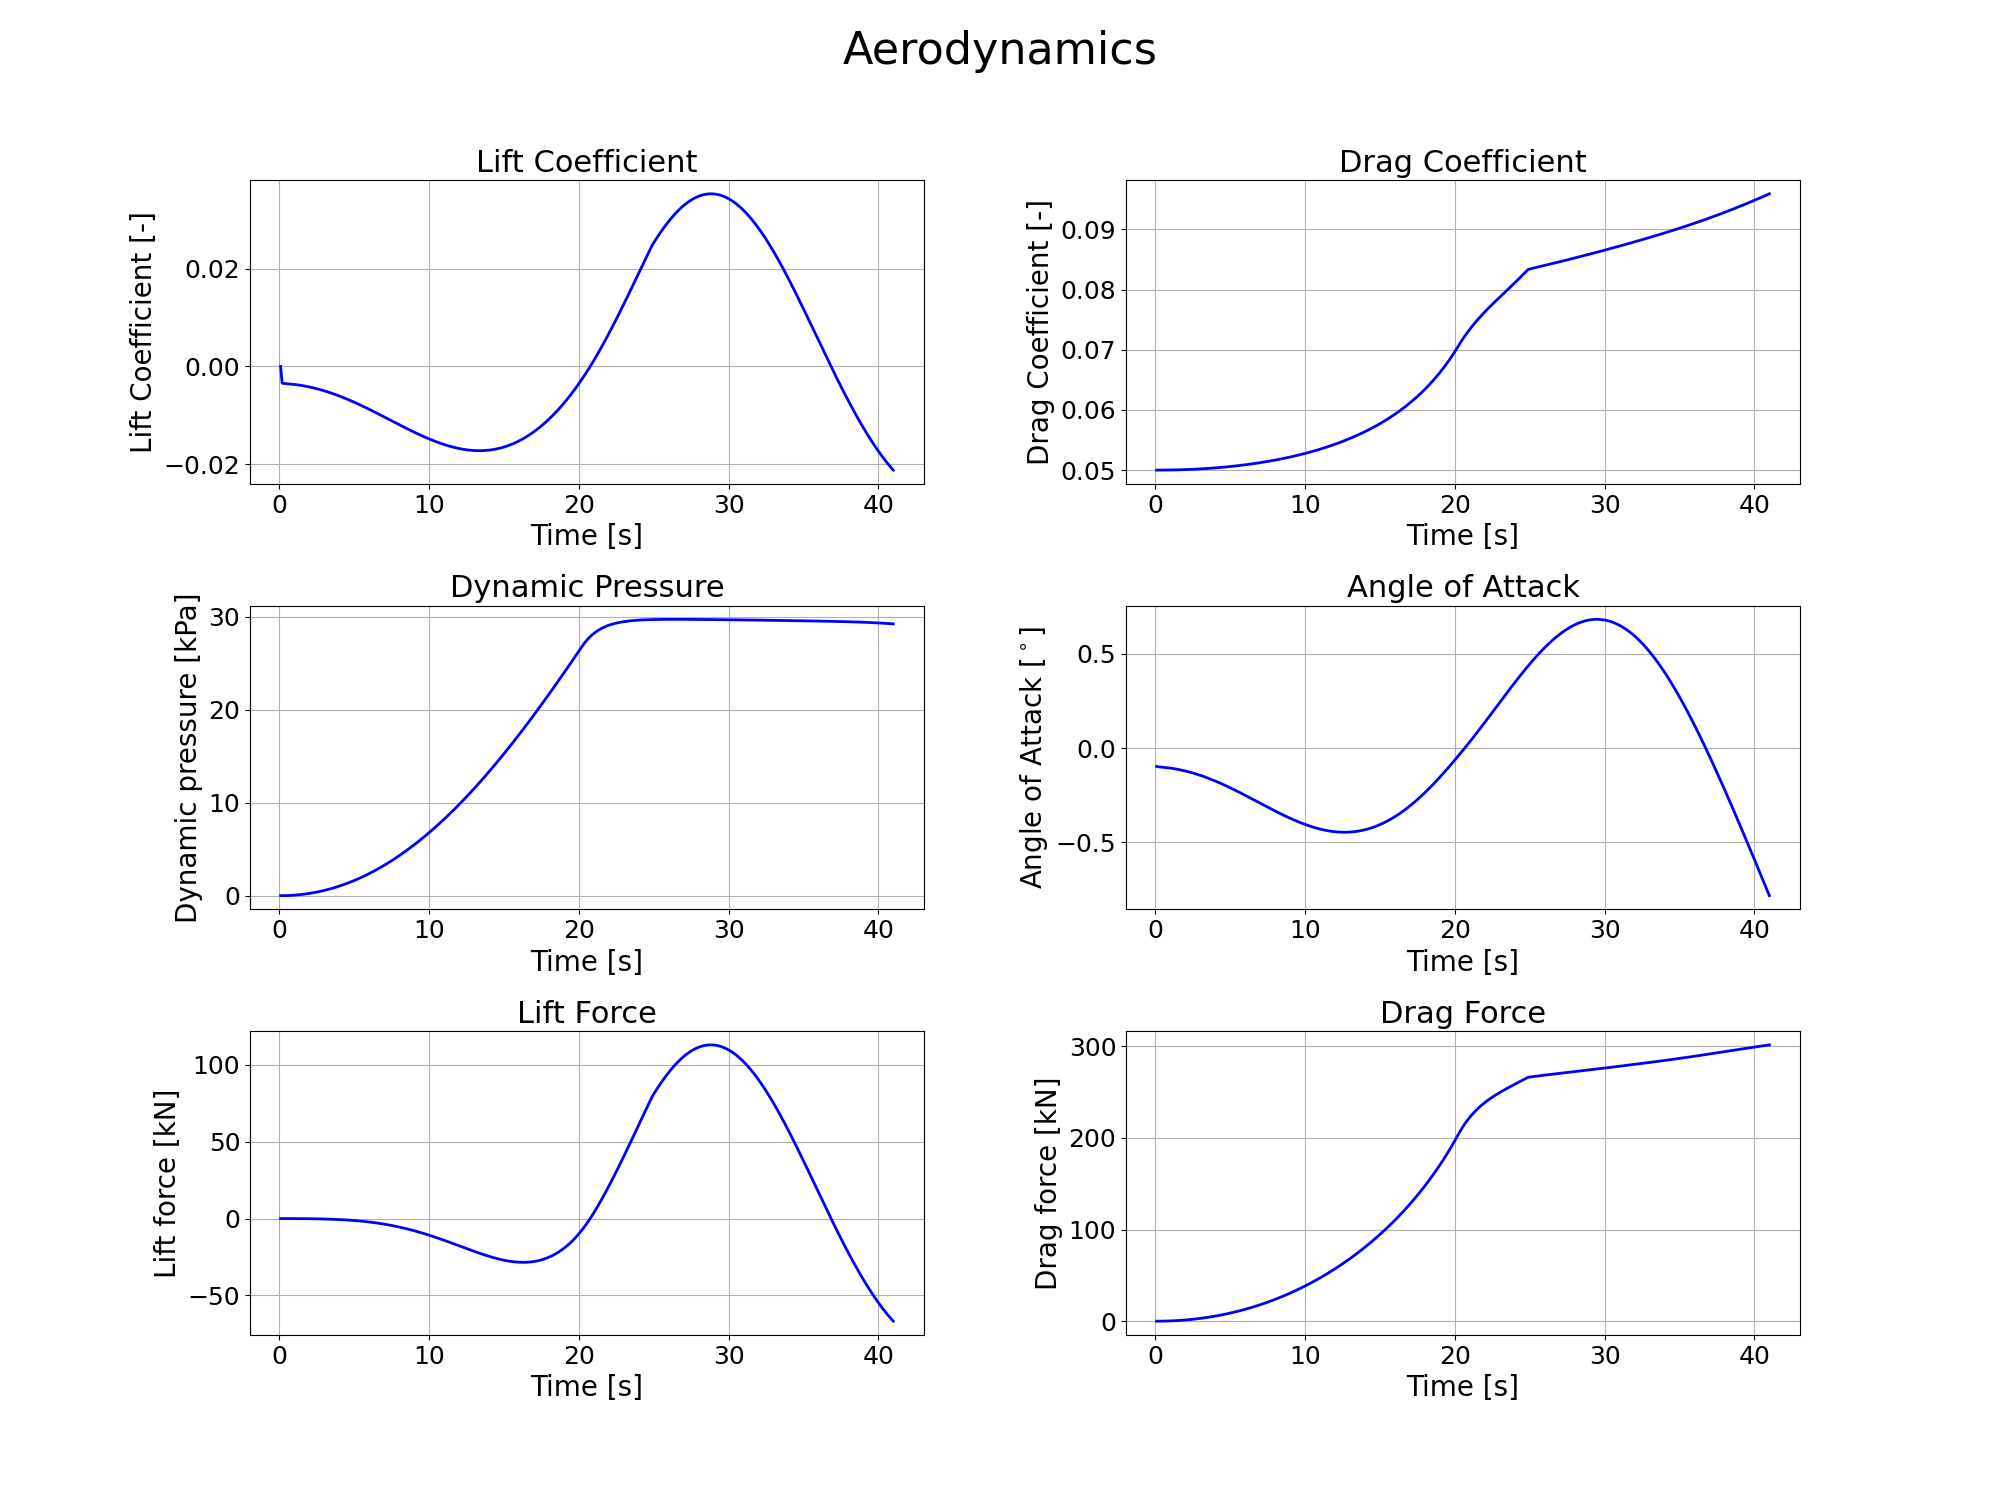 Aerodynamics
Lift Coefficient
Lift Coefficient [-]
0.02
0.00
−0.02
0 10 20 30 40
Time [s]
Drag Coefficient
Drag Coefficient [-]
0.09
0.08
0.07
0.06
0.05
0 10 20 30 40
Time [s]
Dynamic Pressure
Dynamic pressure [kPa]
30
20
10
0
0 10 20 30 40
Time [s]
Angle of Attack
Angle of Attack [°]
0.5
0.0
−0.5
0 10 20 30 40
Time [s]
Lift Force
Lift force [kN]
100
50
0
−50
0 10 20 30 40
Time [s]
Drag Force
Drag force [kN]
300
200
100
0
0 10 20 30 40
Time [s]